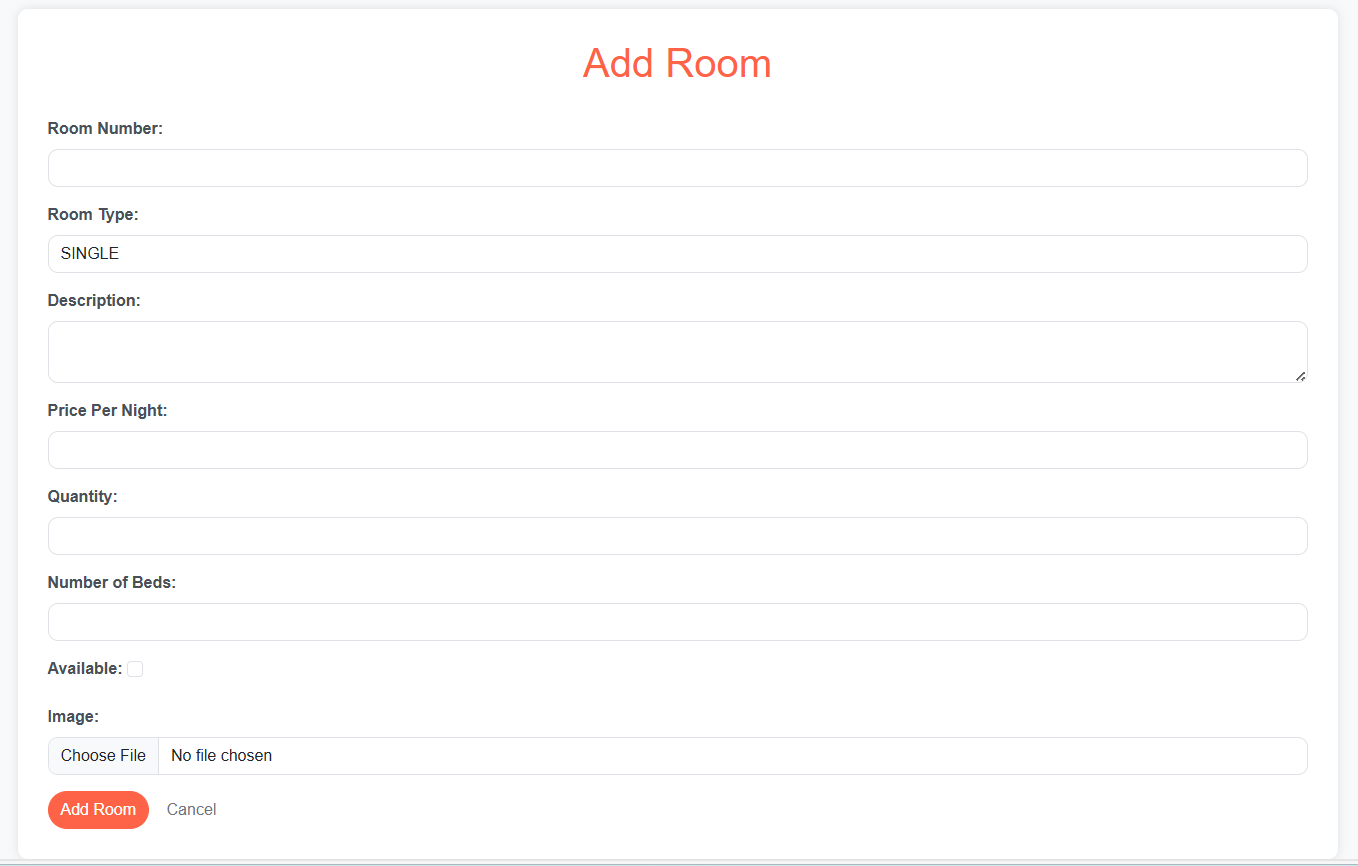 Add Room
Room Number:
Room Type:
SINGLE
Description:
Price Per Night:
Quantity:
Number of Beds:
Available:
Image:
Choose File No file chosen
Add Room Cancel